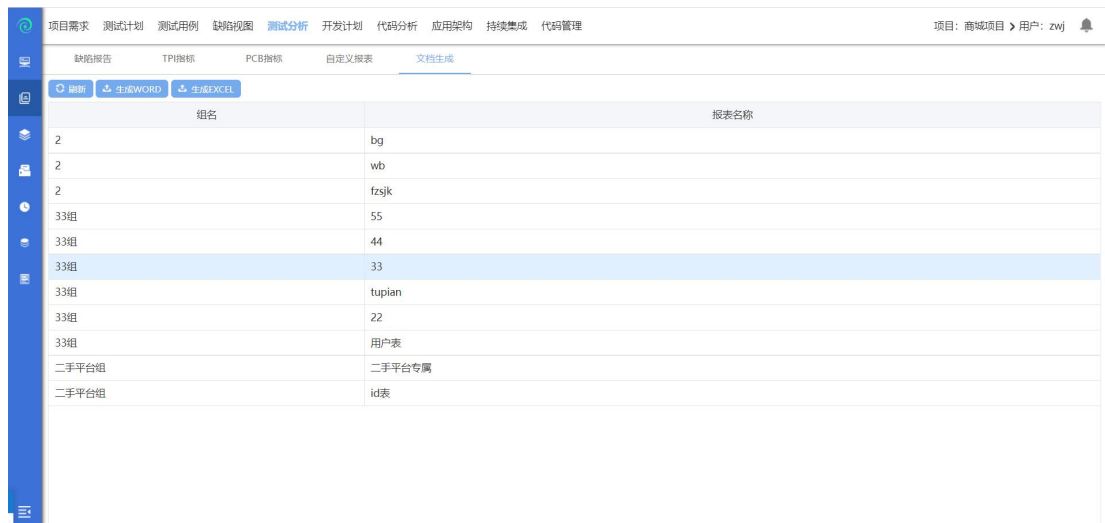 项目需求 测试计划 测试用例 缺陷视图 测试分析 开发计划 代码分析 应用架构 持续集成 代码管理 项目：商城项目 > 用户：zwj
缺陷报告 TPI指标 PCB指标 自定义报表 文档生成
刷新 生成WORD 生成EXCEL
组名 报表名称
2 bg
2 wb
2 fzsjk
33组 55
33组 44
33组 33
33组 tupian
33组 22
33组 用户表
二手平台组 二手平台专属
二手平台组 id表